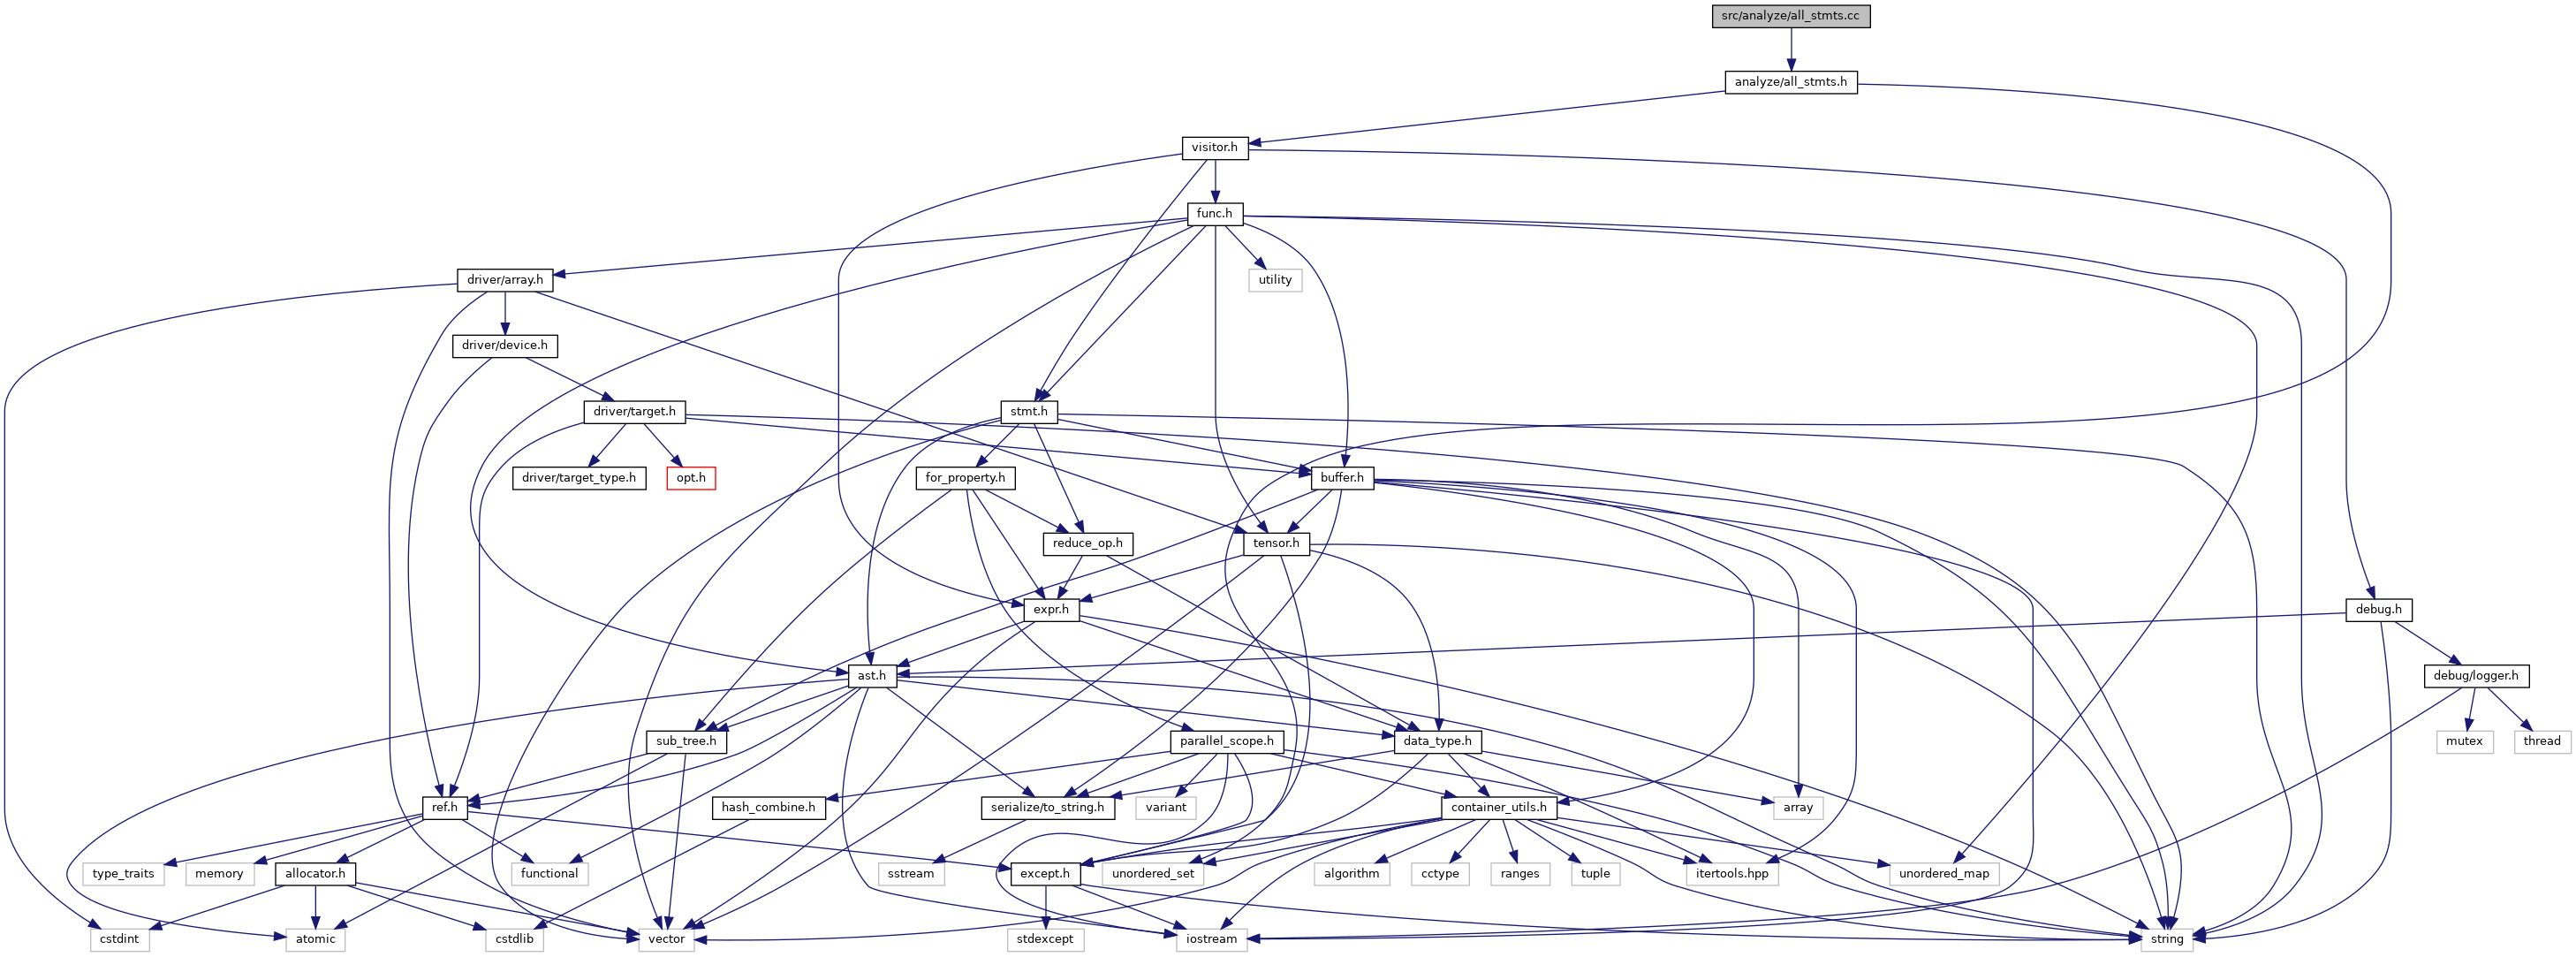 src/analyze/all_stmts.cc
analyze/all_stmts.h
visitor.h
func.h
driver/array.h
utility
driver/device.h
driver/target.h
stmt.h
driver/target_type.h
opt.h
for_property.h
buffer.h
reduce_op.h
tensor.h
expr.h
debug.h
ast.h
debug/logger.h
sub_tree.h
parallel_scope.h
data_type.h
mutex
thread
ref.h
hash_combine.h
serialize/to_string.h
variant
container_utils.h
array
type_traits
memory
allocator.h
functional
sstream
except.h
unordered_set
algorithm
cctype
ranges
tuple
itertools.hpp
unordered_map
cstdint
atomic
cstdlib
vector
stdexcept
iostream
string